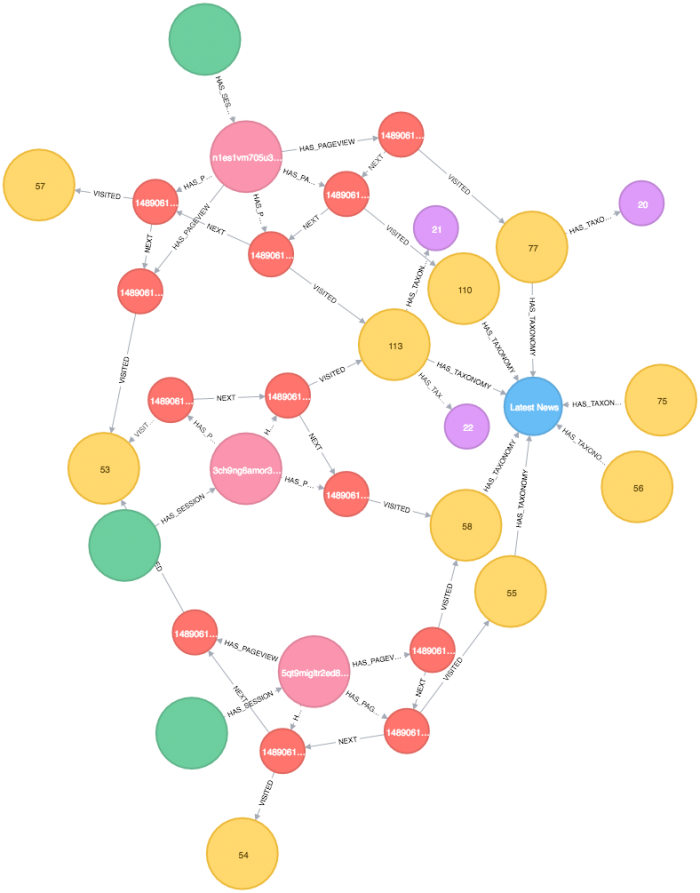 HAS_SES...
n1es1vm705u3...
HAS_PAGEVIEW
1489061...
NEXT
HAS_PA...
1489061...
HAS_P...
1489061...
VISITED
57
VISITED
20
HAS_TAXO...
77
21
HAS_PAGEVIEW
HAS_P...
NEXT
VISITED
NEXT
NEXT
1489061...
1489061...
110
HAS_TAXON...
VISITED
HAS_TAXONOMY
HAS_TAXONOMY
113
VISITED
VISITED
HAS_TAXONOMY
1489061...
NEXT
1489061...
HAS_TAX...
Latest News
HAS_TAXON...
75
22
VISIT...
HAS_P...
H...
NEXT
HAS_TAXONO...
53
3ch9ng6amor3...
HAS_P...
1489061...
VISITED
HAS_TAXONOMY
56
HAS_SESSION
58
HAS_TAXONOMY
ED
55
VISITED
1489061...
HAS_PAGEVIEW
5qt9migltr2ed8...
HAS_PAGEV...
1489061...
VISITED
NEXT
NEXT
HAS_SESSION
H...
HAS_PAG...
1489061...
1489061...
NEXT
VISITED
54